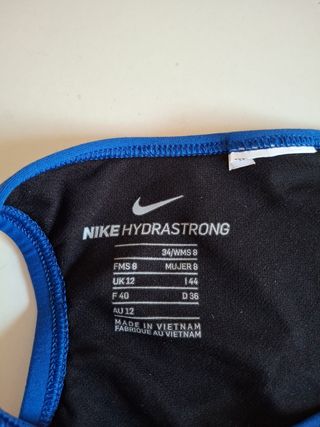 NIKE HYDRASTRONG
34/WMS 8
FMS 8 MUJER 8
UK 12 I 44
F 40 D 36
AU 12
MADE IN VIETNAM
FABRIQUÉ AU VIETNAM